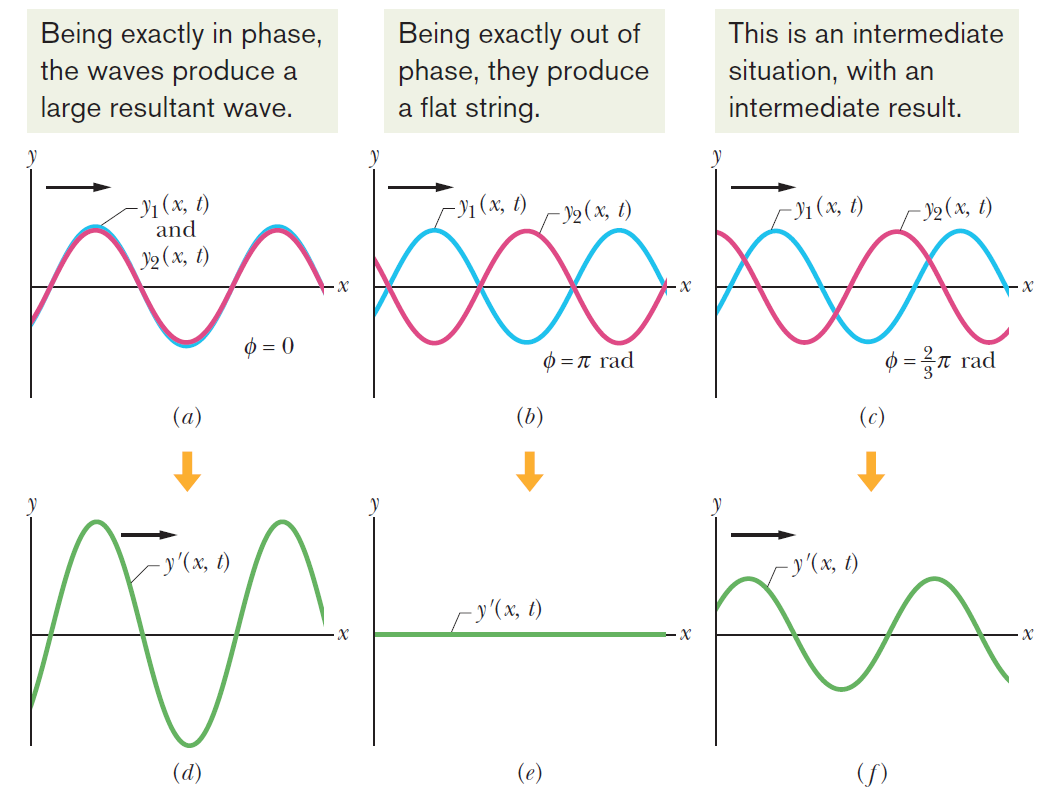 Being exactly in phase,
the waves produce a
large resultant wave.
Being exactly out of
phase, they produce
a flat string.
This is an intermediate
situation, with an
intermediate result.
y
y₁(x, t)
and
y₂(x, t)
x
ϕ = 0
(a)
y
y₁(x, t)
y₂(x, t)
x
ϕ = π rad
(b)
y
y₁(x, t)
y₂(x, t)
x
ϕ = 2/3 π rad
(c)
y
y′(x, t)
x
(d)
y
y′(x, t)
x
(e)
y
y′(x, t)
x
(f)